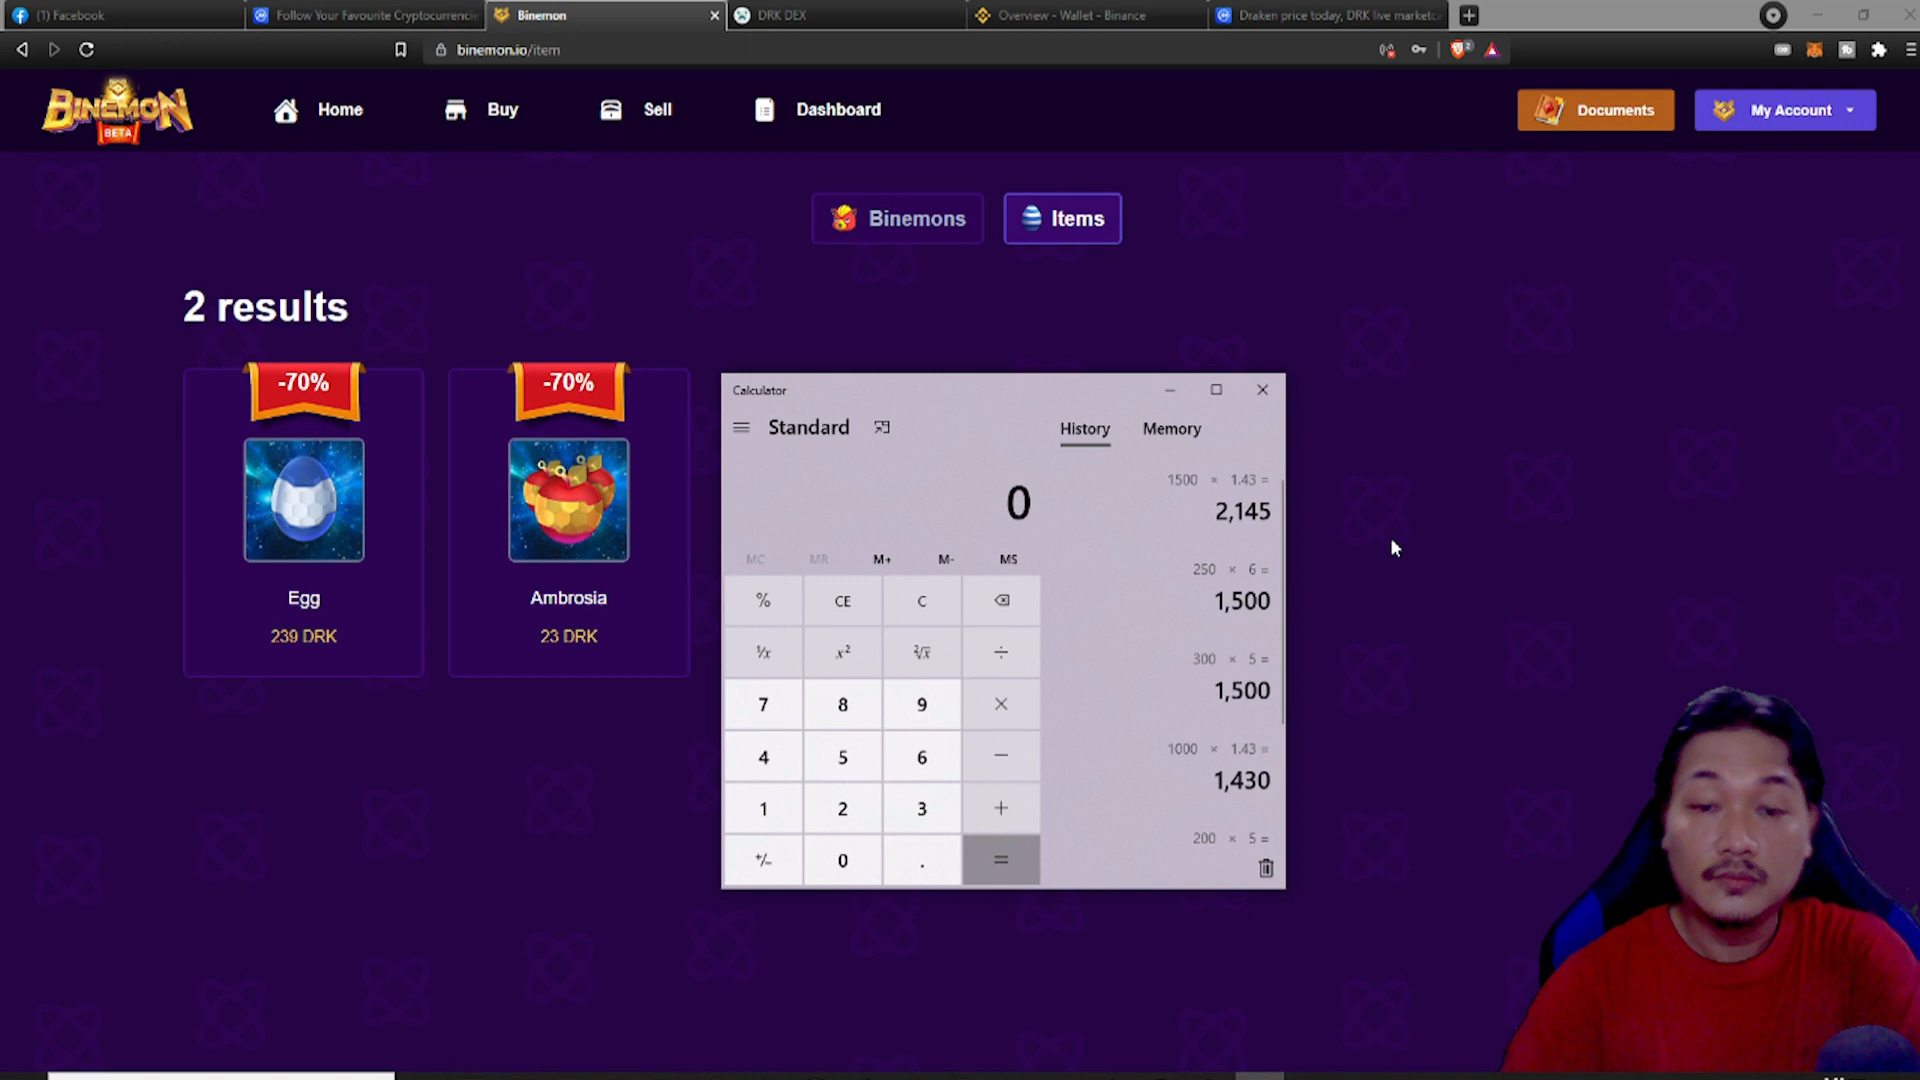 (1) Facebook
Follow Your Favourite Cryptocurrencie
Binemon
DRK DEX
Overview - Wallet - Binance
Draken price today, DRK live marketca
binemon.io/item
BINEMON
BETA
Home
Buy
Sell
Dashboard
Documents
My Account
Binemons
Items
2 results
-70%
-70%
Egg
239 DRK
Ambrosia
23 DRK
Calculator
Standard
History
Memory
0
1500 × 1.43 =
2,145
250 × 6 =
1,500
300 × 5 =
1,500
1000 × 1.43 =
1,430
200 × 5 =
MC MR M+ M- MS
% CE C
¹/x x² ²√x ÷
7 8 9 ×
4 5 6 −
1 2 3 +
+/− 0 . =